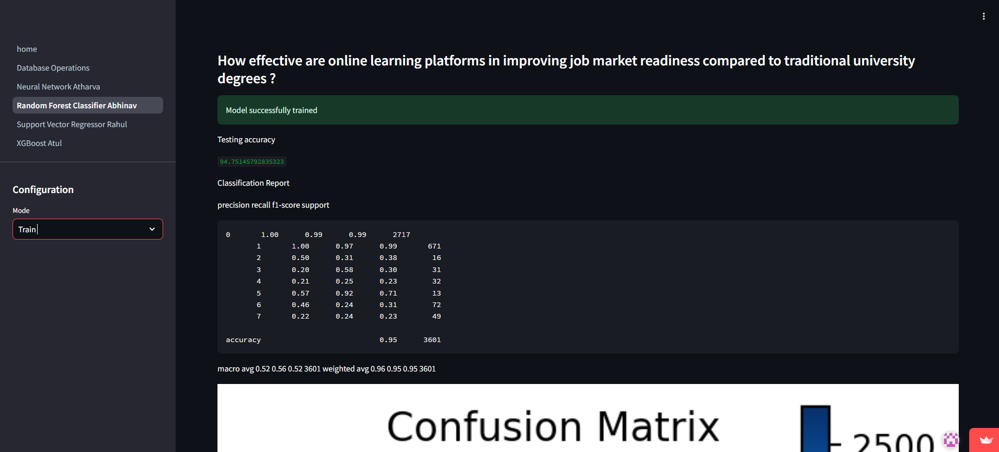 home
Database Operations
Neural Network Atharva
Random Forest Classifier Abhinav
Support Vector Regressor Rahul
XGBoost Atul
Configuration
Mode
Train
How effective are online learning platforms in improving job market readiness compared to traditional university
degrees ?
Model successfully trained
Testing accuracy
94.75145792835323
Classification Report
precision recall f1-score support
0 1.00 0.99 0.99 2717
1 1.00 0.97 0.99 671
2 0.50 0.31 0.38 16
3 0.20 0.58 0.30 31
4 0.21 0.25 0.23 32
5 0.57 0.92 0.71 13
6 0.46 0.24 0.31 72
7 0.22 0.24 0.23 49
accuracy 0.95 3601
macro avg 0.52 0.56 0.52 3601 weighted avg 0.96 0.95 0.95 3601
Confusion Matrix
2500